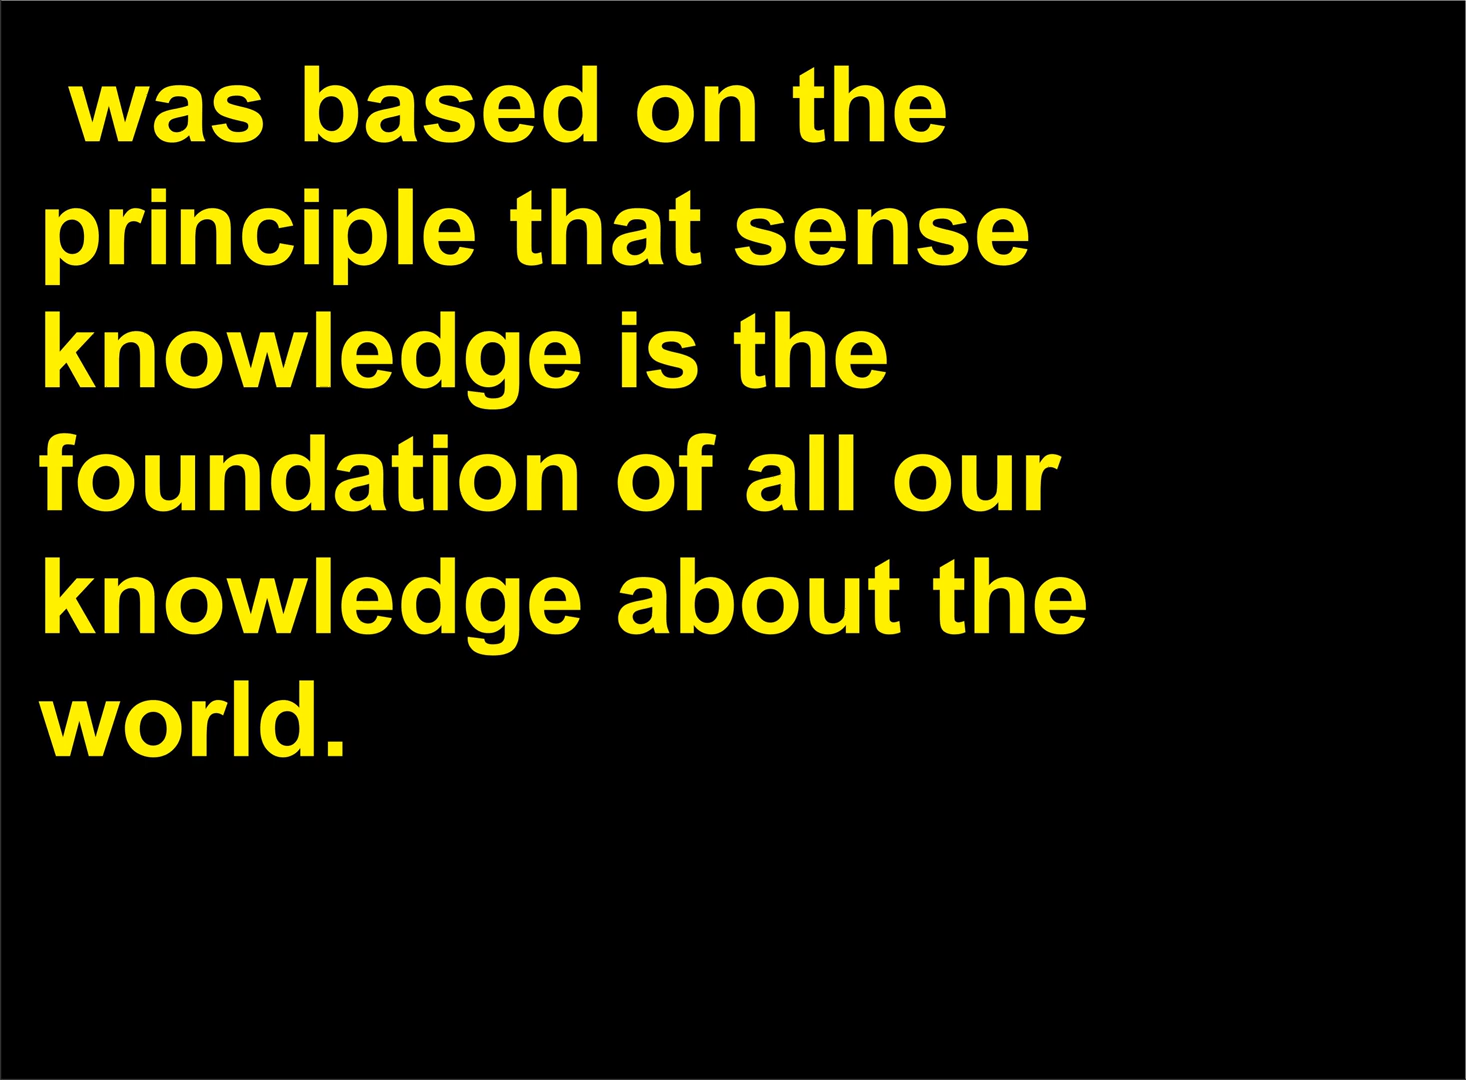 was based on the
principle that sense
knowledge is the
foundation of all our
knowledge about the
world.